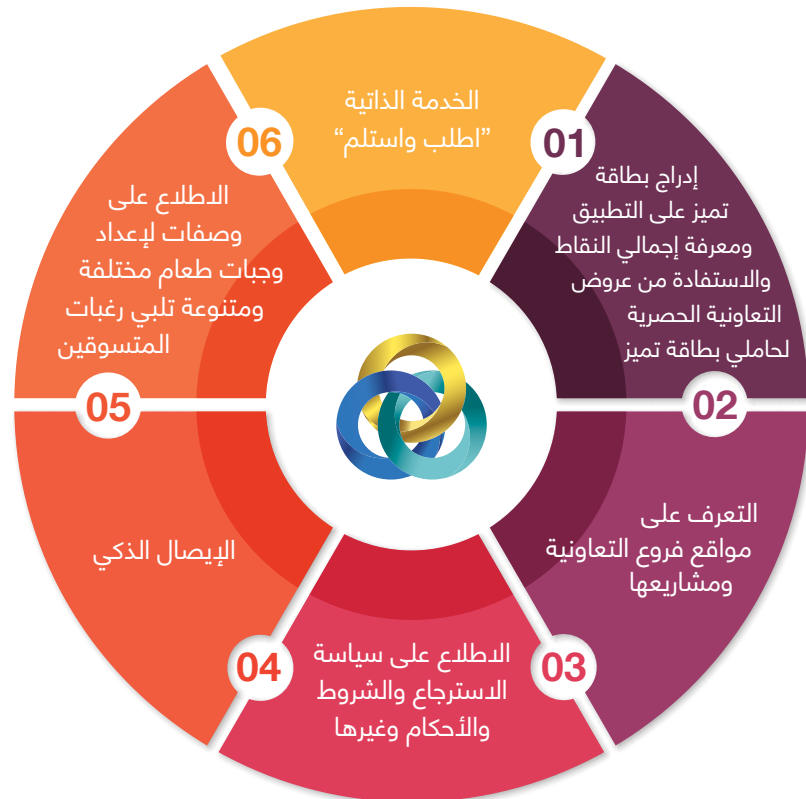 01
إدراج بطاقة
تميز على التطبيق
ومعرفة إجمالي النقاط
والاستفادة من عروض
التعاونية الحصرية
لحاملي بطاقة تميز
02
التعرف على
مواقع فروع التعاونية
ومشاريعها
03
الاطلاع على سياسة
الاسترجاع والشروط
والأحكام وغيرها
04
الإيصال الذكي
05
الاطلاع على
وصفات لإعداد
وجبات طعام مختلفة
ومتنوعة تلبي رغبات
المتسوقين
06
الخدمة الذاتية
”اطلب واستلم“